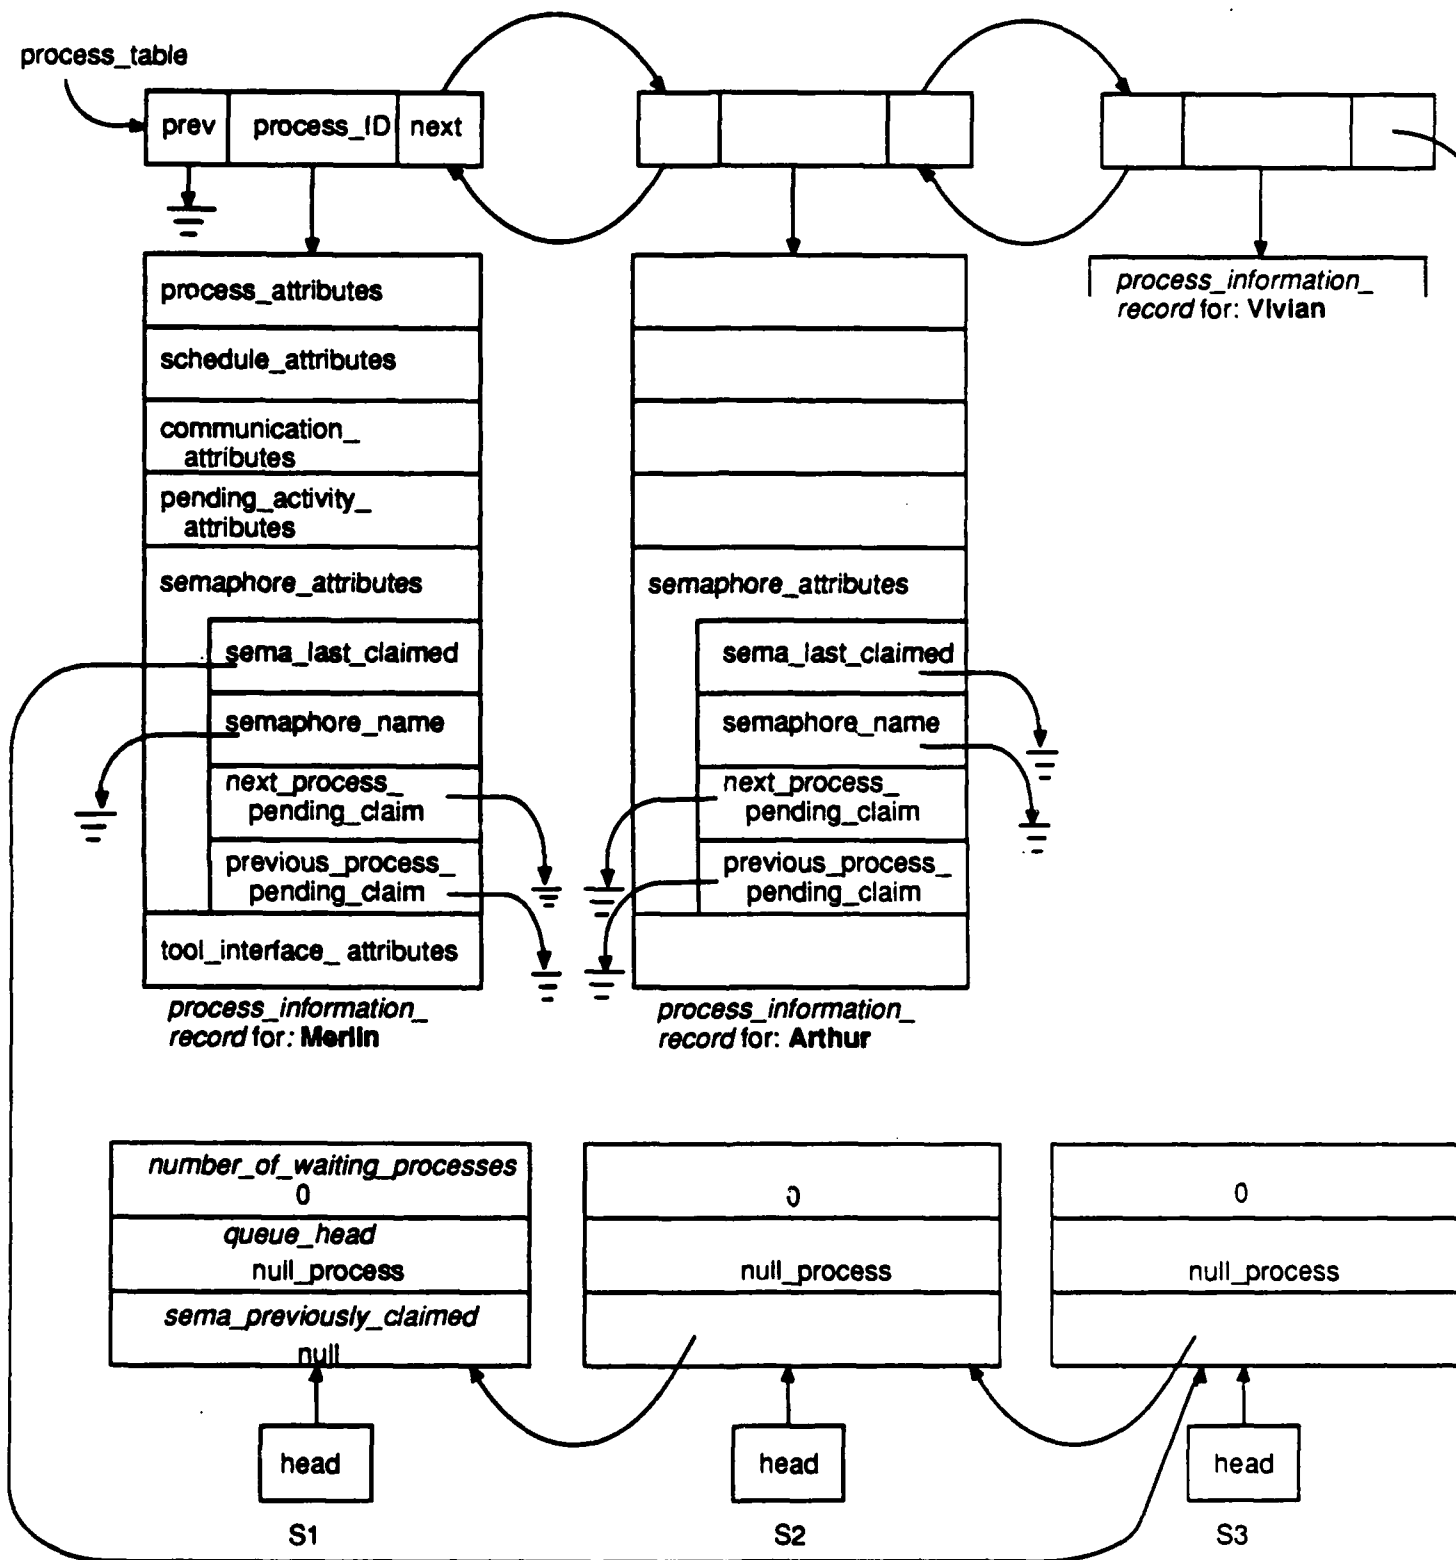 process_table
prev process_ID next
process_attributes
schedule_attributes
communication_
attributes
pending_activity_
attributes
semaphore_attributes
sema_last_claimed
semaphore_name
next_process_
pending_claim
previous_process_
pending_claim
tool_interface_ attributes
process_information_
record for: Merlin
semaphore_attributes
sema_last_claimed
semaphore_name
next_process_
pending_claim
previous_process_
pending_claim
process_information_
record for: Arthur
process_information_
record for: Vivian
number_of_waiting_processes
0
queue_head
null_process
sema_previously_claimed
null
head
S1
0
null_process
head
S2
0
null_process
head
S3